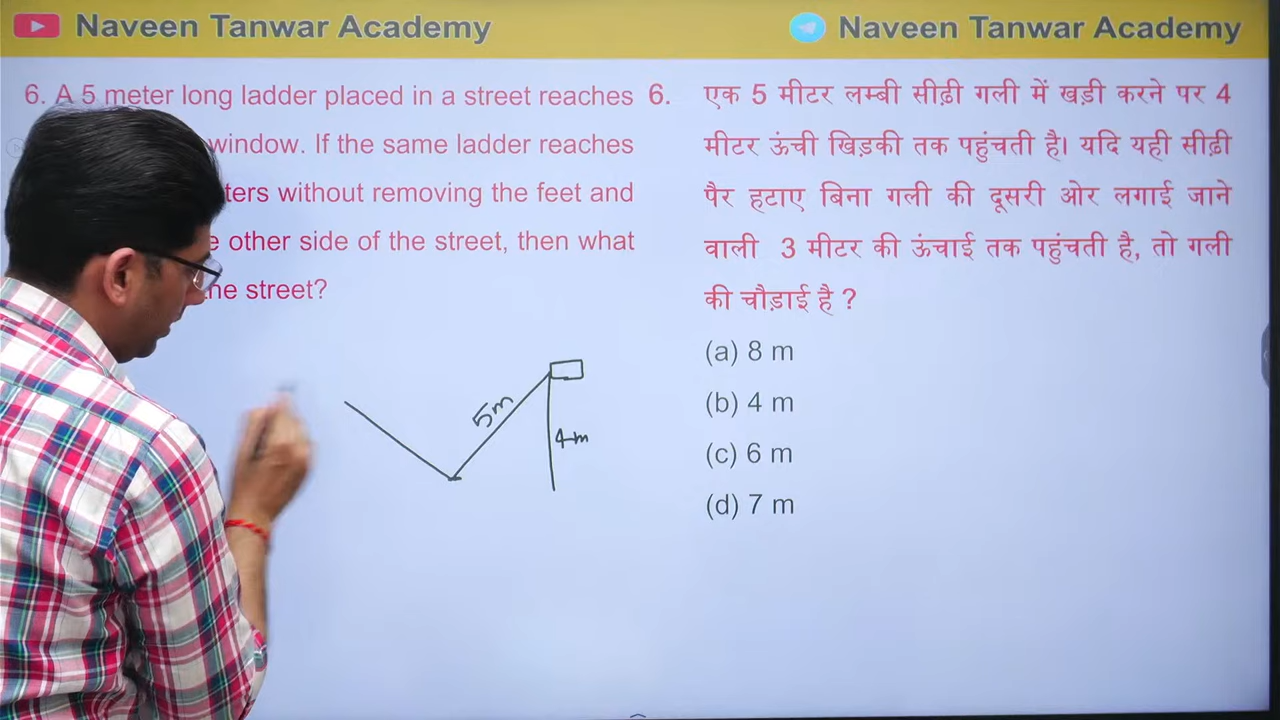 Naveen Tanwar Academy
Naveen Tanwar Academy
6. A 5 meter long ladder placed in a street reaches
window. If the same ladder reaches
without removing the feet and
other side of the street, then what
the street?
6. एक 5 मीटर लम्बी सीढ़ी गली में खड़ी करने पर 4
मीटर ऊंची खिड़की तक पहुंचती है। यदि यही सीढ़ी
पैर हटाए बिना गली की दूसरी ओर लगाई जाने
वाली 3 मीटर की ऊंचाई तक पहुंचती है, तो गली
की चौड़ाई है ?
(a) 8 m
(b) 4 m
(c) 6 m
(d) 7 m
5m
4m